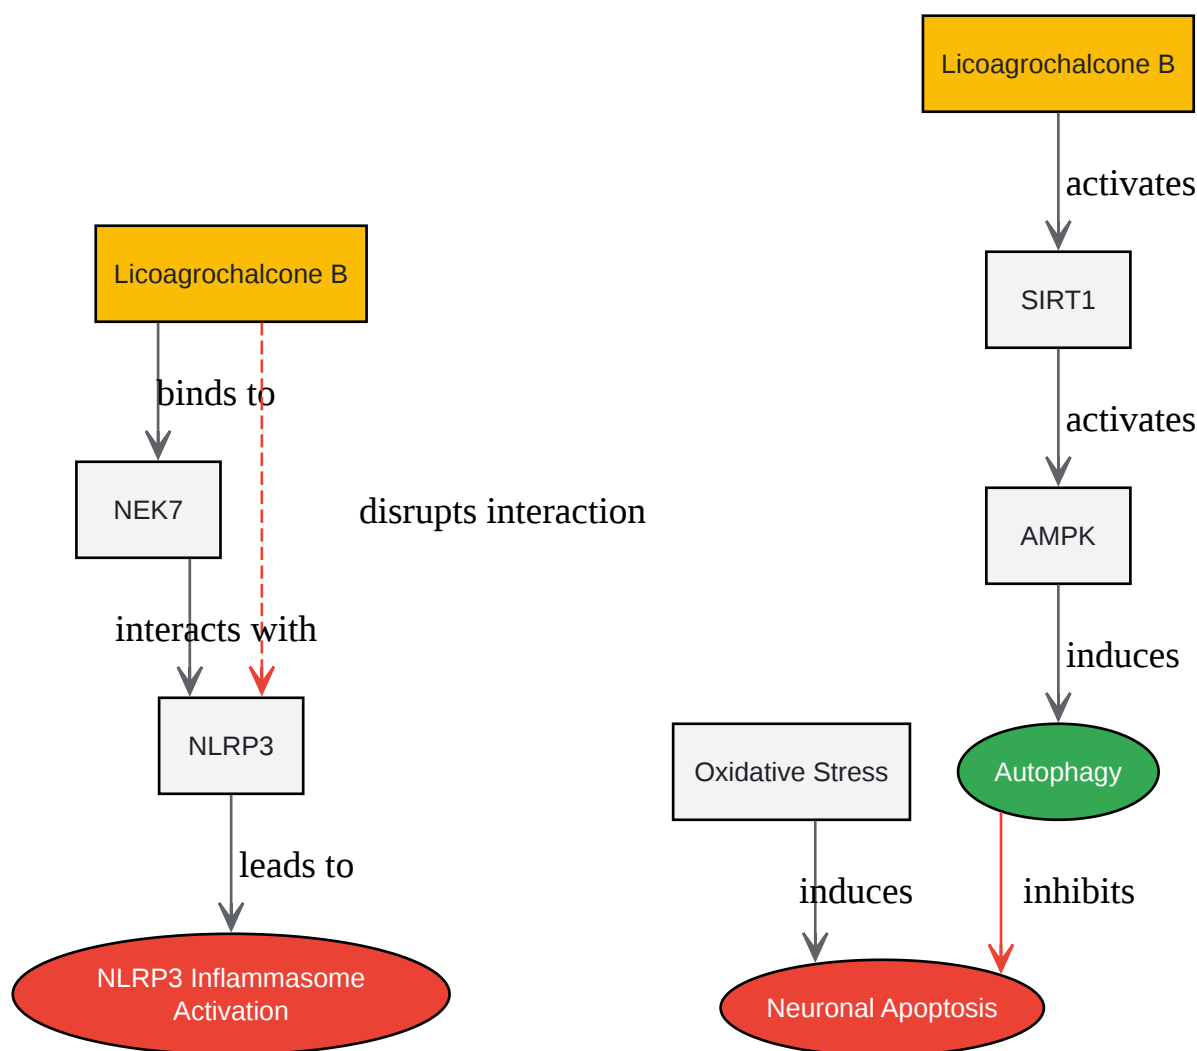 Licoagrochalcone B
binds to
NEK7
disrupts interaction
interacts with
NLRP3
leads to
NLRP3 Inflammasome
Activation
Licoagrochalcone B
activates
SIRT1
activates
AMPK
induces
Oxidative Stress
Autophagy
induces
inhibits
Neuronal Apoptosis